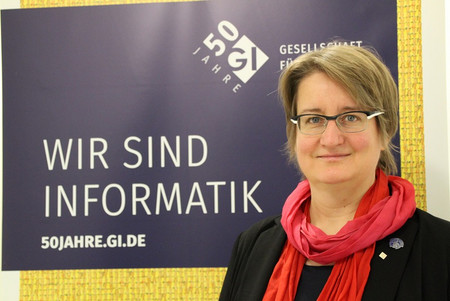 50
GI
JAHRE
GESELLSCHAFT
WIR SIND
INFORMATIK
50JAHRE.GI.DE